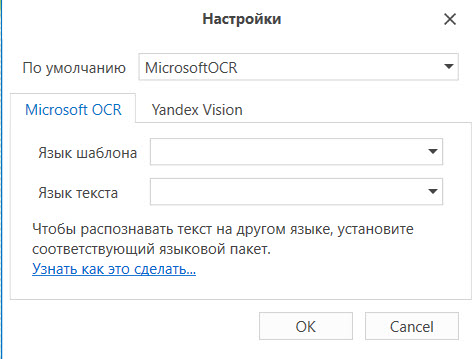 Настройки
По умолчанию MicrosoftOCR
Microsoft OCR Yandex Vision
Язык шаблона
Язык текста
Чтобы распознавать текст на другом языке, установите
соответствующий языковой пакет.
Узнать как это сделать...
OK Cancel